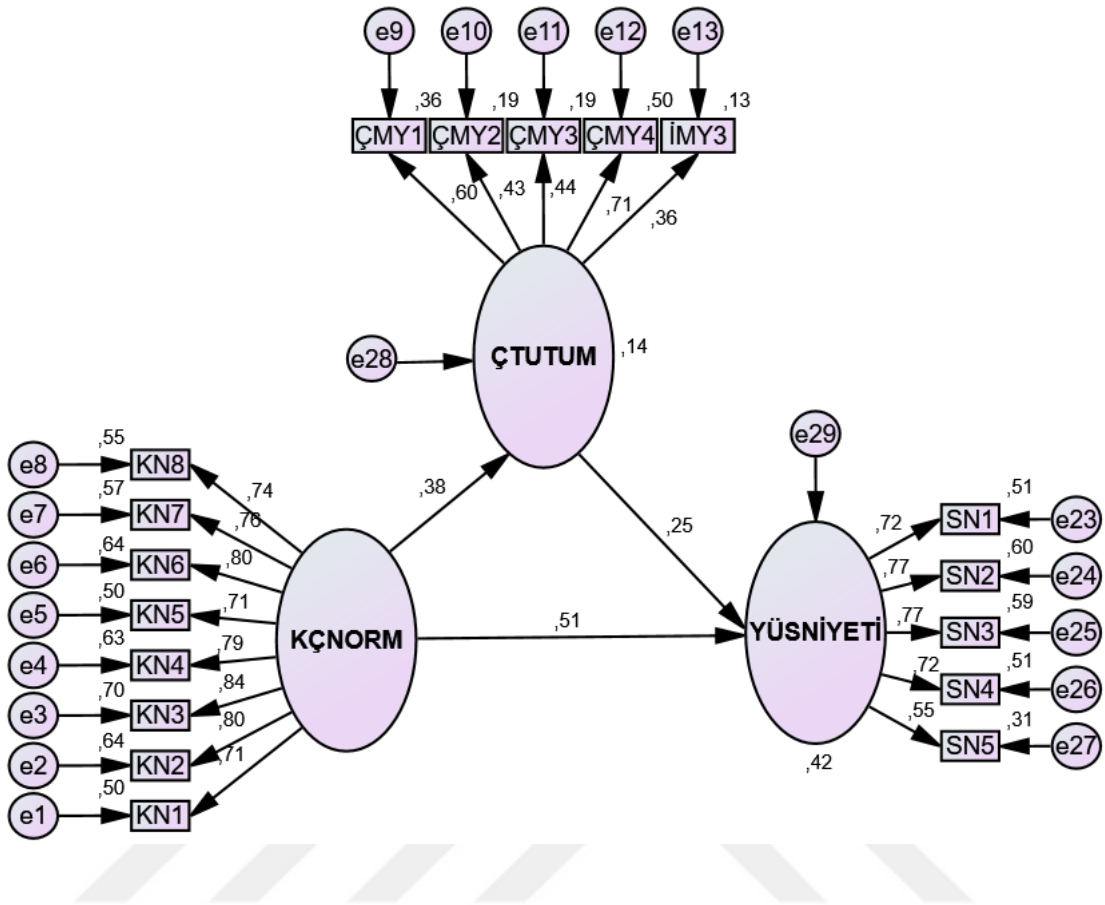 e9 e10 e11 e12 e13
,36 ,19 ,19 ,50 ,13
ÇMY1 ÇMY2 ÇMY3 ÇMY4 İMY3
,60 ,43 ,44 ,71 ,36
e28 ÇTUTUM ,14
e29
,38 ,25
,55
e8 KN8 ,74
,57
e7 KN7 ,76
,64
e6 KN6 ,80
,50
e5 KN5 ,71
,63
e4 KN4 ,79
,70
e3 KN3 ,84
,64
e2 KN2 ,80
,50
e1 KN1 ,71
KÇNORM ,51 YÜSNİYETİ
,42
,51
,72 SN1 e23
,60
,77 SN2 e24
,59
,77 SN3 e25
,51
,72 SN4 e26
,31
,55 SN5 e27